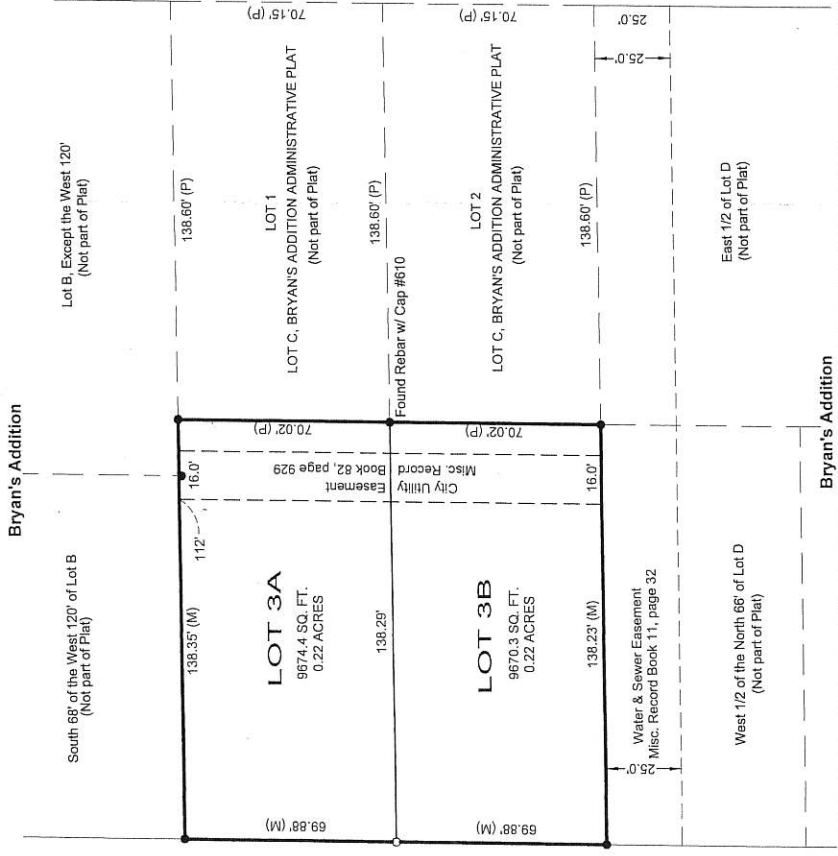 Bryan's Addition
South 68' of the West 120' of Lot B
(Not part of Plat)
Lot B, Except the West 120'
(Not part of Plat)
138.35' (M)
112'
16.0'
138.60' (P)
70.15' (P)
LOT 3A
9674.4 SQ. FT.
0.22 ACRES
69.88' (M)
70.02' (P)
City Utility Easement
Misc. Record Book 82, page 929
LOT 1
LOT C, BRYAN'S ADDITION ADMINISTRATIVE PLAT
(Not part of Plat)
138.29'
Found Rebar w/ Cap #610
138.60' (P)
LOT 3B
9670.3 SQ. FT.
0.22 ACRES
69.88' (M)
70.02' (P)
LOT 2
LOT C, BRYAN'S ADDITION ADMINISTRATIVE PLAT
(Not part of Plat)
70.15' (P)
138.23' (M)
16.0'
138.60' (P)
25.0'
Water & Sewer Easement
Misc. Record Book 11, page 32
25.0'
25.0'
West 1/2 of the North 66' of Lot D
(Not part of Plat)
East 1/2 of Lot D
(Not part of Plat)
Bryan's Addition